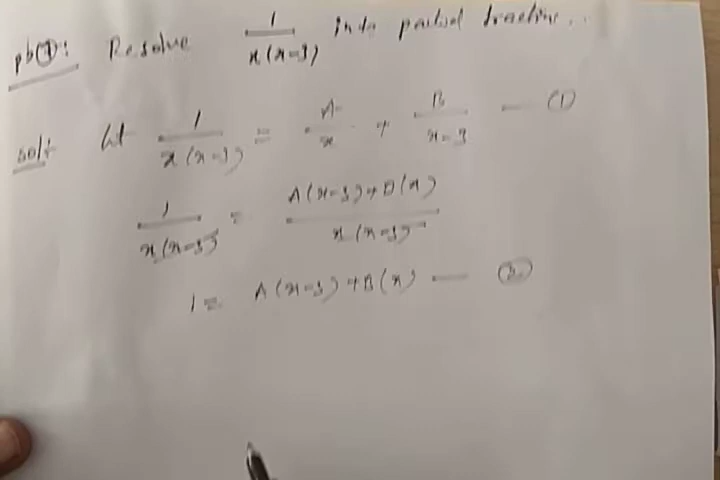 pb①: Resolve 1/x(x-3) into partial fraction..
solt Let 1/x(x-3) = A/x + B/x-3 — (1)
1/x(x-3) = A(x-3)+B(x)/x(x-3)
1 = A(x-3)+B(x) — ②